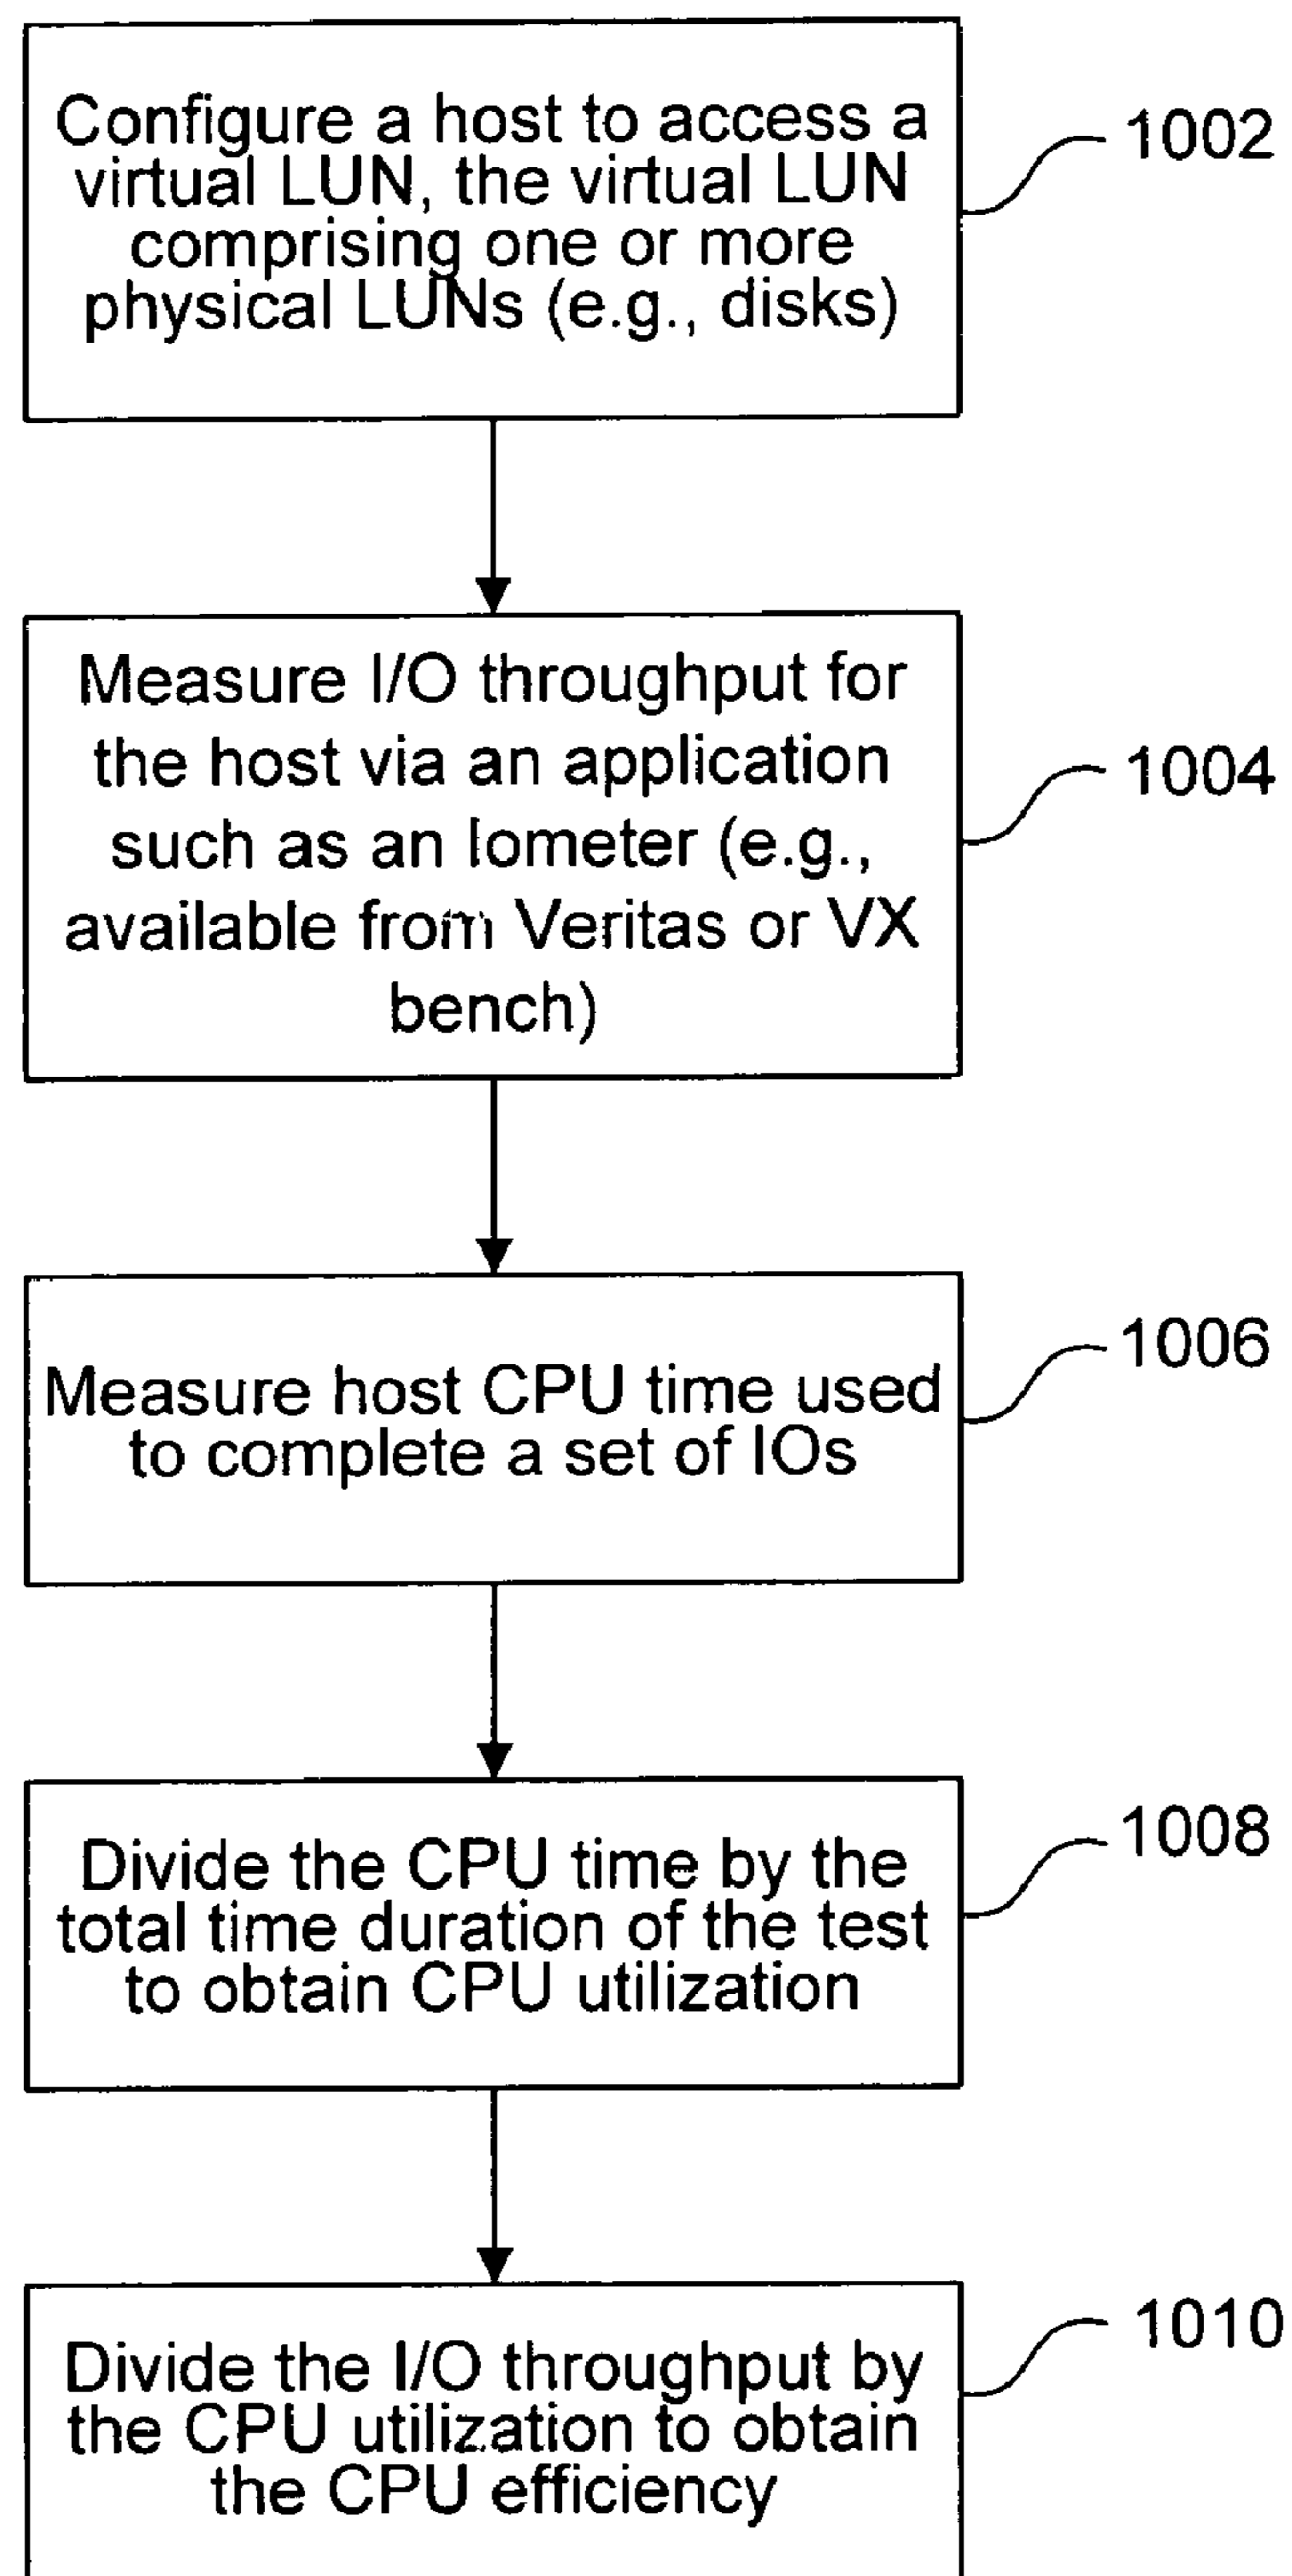 Configure a host to access a
virtual LUN, the virtual LUN
comprising one or more
physical LUNs (e.g., disks)
1002
Measure I/O throughput for
the host via an application
such as an Iometer (e.g.,
available from Veritas or VX
bench)
1004
Measure host CPU time used
to complete a set of IOs
1006
Divide the CPU time by the
total time duration of the test
to obtain CPU utilization
1008
Divide the I/O throughput by
the CPU utilization to obtain
the CPU efficiency
1010